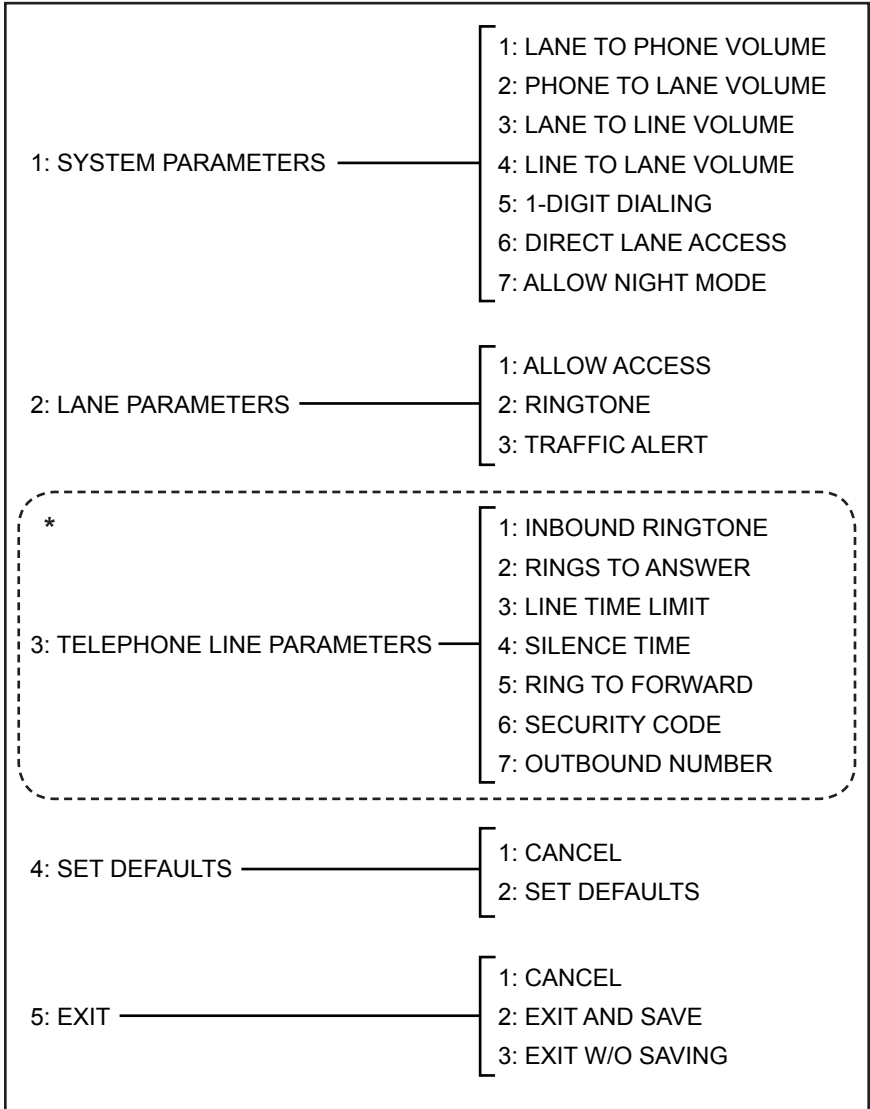 1: SYSTEM PARAMETERS
1: LANE TO PHONE VOLUME
2: PHONE TO LANE VOLUME
3: LANE TO LINE VOLUME
4: LINE TO LANE VOLUME
5: 1-DIGIT DIALING
6: DIRECT LANE ACCESS
7: ALLOW NIGHT MODE
2: LANE PARAMETERS
1: ALLOW ACCESS
2: RINGTONE
3: TRAFFIC ALERT
*
3: TELEPHONE LINE PARAMETERS
1: INBOUND RINGTONE
2: RINGS TO ANSWER
3: LINE TIME LIMIT
4: SILENCE TIME
5: RING TO FORWARD
6: SECURITY CODE
7: OUTBOUND NUMBER
4: SET DEFAULTS
1: CANCEL
2: SET DEFAULTS
5: EXIT
1: CANCEL
2: EXIT AND SAVE
3: EXIT W/O SAVING